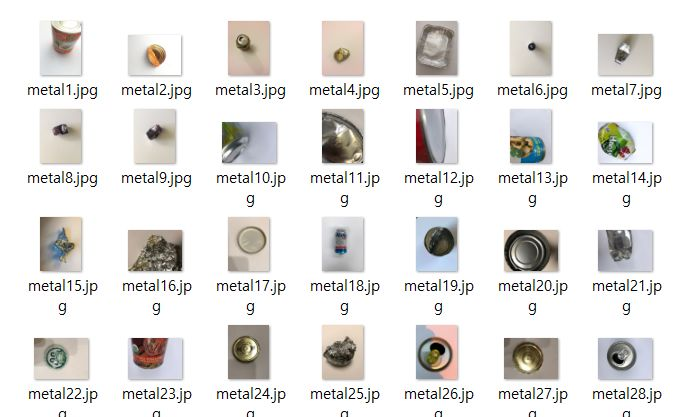 metal1.jpg metal2.jpg metal3.jpg metal4.jpg metal5.jpg metal6.jpg metal7.jpg
metal8.jpg metal9.jpg metal10.jp metal11.jp metal12.jp metal13.jp metal14.jp
g g g g g
metal15.jp metal16.jp metal17.jp metal18.jp metal19.jp metal20.jp metal21.jp
g g g g g g g
metal22.jp metal23.jp metal24.jp metal25.jp metal26.jp metal27.jp metal28.jp
g g g g g g g